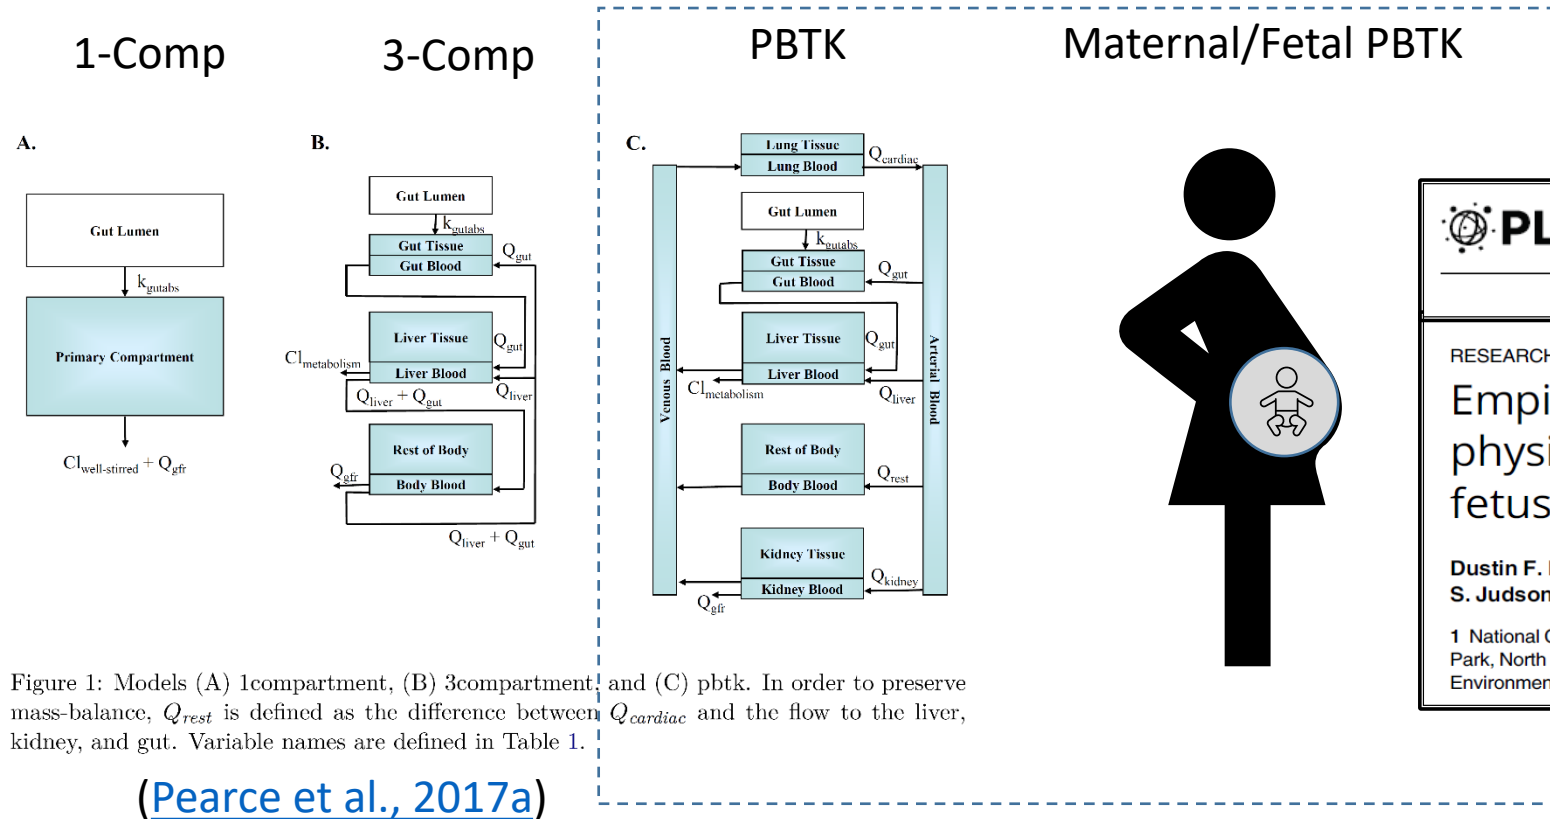 1-Comp
3-Comp
PBTK
Maternal/Fetal PBTK
A.
Gut Lumen
kgutabs
Primary Compartment
Clwell-stirred + Qgfr
B.
Gut Lumen
kgutabs
Gut Tissue
Gut Blood
Qgut
Liver Tissue
Qgut
Clmetabolism
Liver Blood
Qliver + Qgut
Qliver
Rest of Body
Qgfr
Body Blood
Qliver + Qgut
C.
Lung Tissue
Qcardiac
Lung Blood
Gut Lumen
kgutabs
Gut Tissue
Qgut
Gut Blood
Venous Blood
Arterial Blood
Liver Tissue
Qgut
Liver Blood
Clmetabolism
Qliver
Rest of Body
Qrest
Body Blood
Kidney Tissue
Qkidney
Kidney Blood
Qgfr
Figure 1: Models (A) 1compartment, (B) 3compartment, and (C) pbtk. In order to preserve
mass-balance, Qrest is defined as the difference between Qcardiac and the flow to the liver,
kidney, and gut. Variable names are defined in Table 1.
(Pearce et al., 2017a)
PL
RESEARCH
Empi
physi
fetus
Dustin F.
S. Judson
1 National
Park, North
Environmen